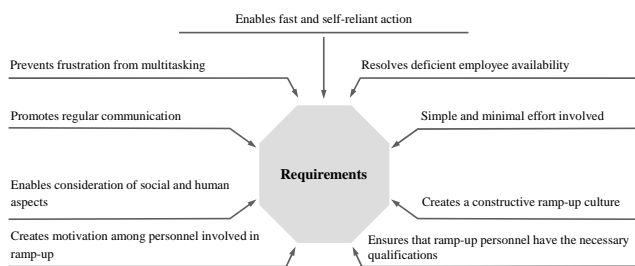 Enables fast and self-reliant action
Prevents frustration from multitasking
Resolves deficient employee availability
Promotes regular communication
Simple and minimal effort involved
Requirements
Enables consideration of social and human
aspects
Creates a constructive ramp-up culture
Creates motivation among personnel involved in
ramp-up
Ensures that ramp-up personnel have the necessary
qualifications